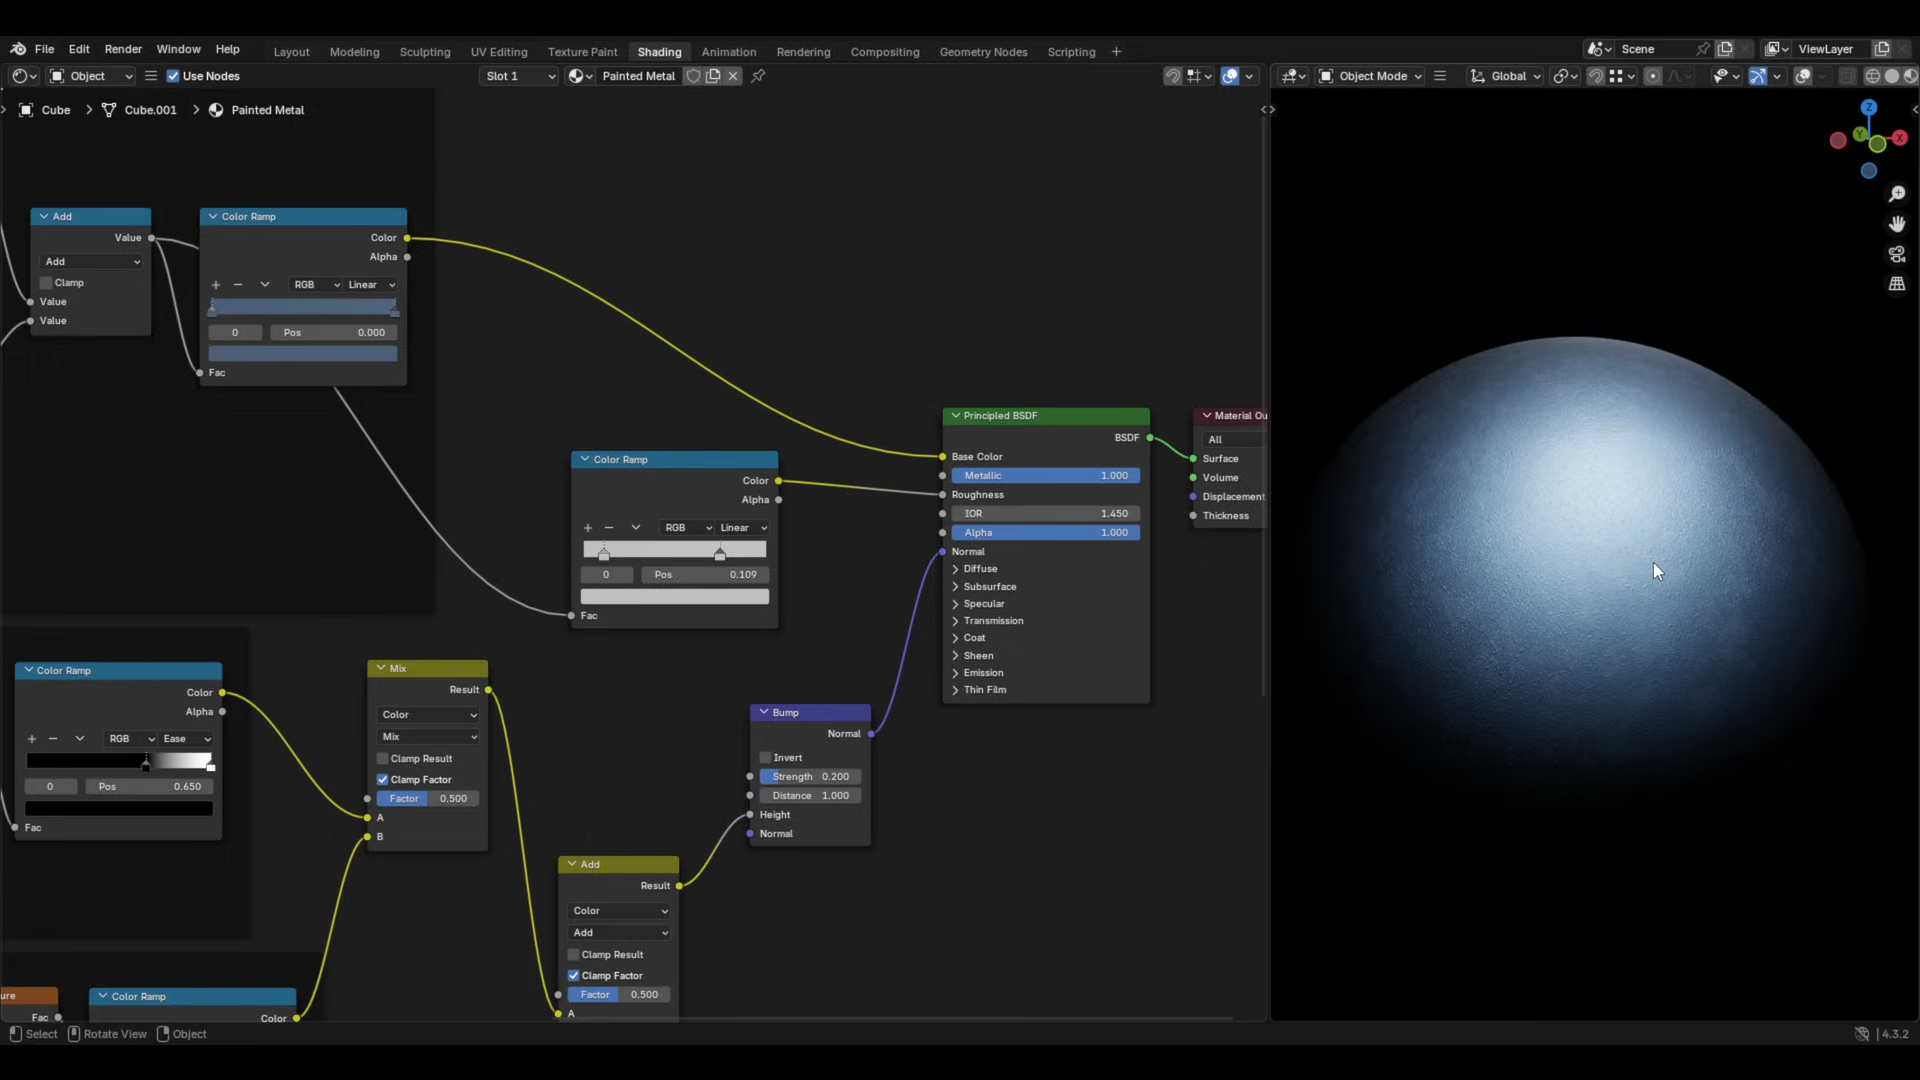 File Edit Render Window Help Layout Modeling Sculpting UV Editing Texture Paint Shading Animation Rendering Compositing Geometry Nodes Scripting + Scene ViewLayer
Object Use Nodes Slot 1 Painted Metal Object Mode Global
Cube > Cube.001 > Painted Metal
Z
Y X
Add
Value
Add
Clamp
Value
Value
Color Ramp
Color
Alpha
RGB Linear
0 Pos 0.000
Fac
Color Ramp
Color
Alpha
RGB Linear
0 Pos 0.109
Fac
Principled BSDF
BSDF
Base Color
Metallic 1.000
Roughness
IOR 1.450
Alpha 1.000
Normal
Diffuse
Subsurface
Specular
Transmission
Coat
Sheen
Emission
Thin Film
Material Ou
All
Surface
Volume
Displacement
Thickness
Color Ramp
Color
Alpha
RGB Ease
0 Pos 0.650
Fac
Mix
Result
Color
Mix
Clamp Result
Clamp Factor
Factor 0.500
A
B
Bump
Normal
Invert
Strength 0.200
Distance 1.000
Height
Normal
Add
Result
Color
Add
Clamp Result
Clamp Factor
Factor 0.500
A
ure
Fac
Color Ramp
Color
Select Rotate View Object 4.3.2